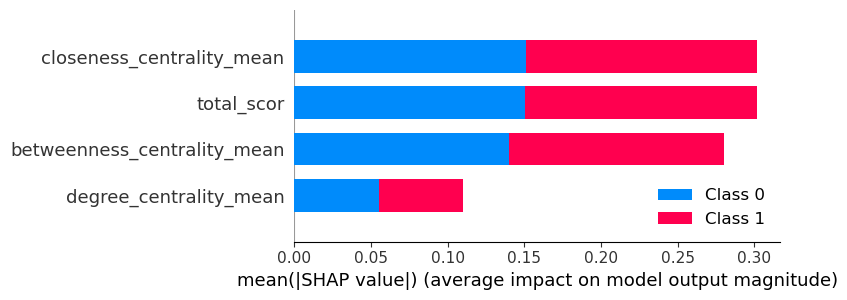 closeness_centrality_mean
total_scor
betweenness_centrality_mean
degree_centrality_mean
Class 0
Class 1
0.00 0.05 0.10 0.15 0.20 0.25 0.30
mean(|SHAP value|) (average impact on model output magnitude)